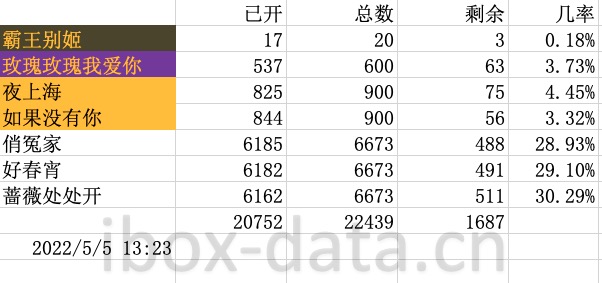 已开 总数 剩余 几率
霸王别姬 17 20 3 0.18%
玫瑰玫瑰我爱你 537 600 63 3.73%
夜上海 825 900 75 4.45%
如果没有你 844 900 56 3.32%
俏冤家 6185 6673 488 28.93%
好春宵 6182 6673 491 29.10%
蔷薇处处开 6162 6673 511 30.29%
20752 22439 1687
2022/5/5 13:23
ibox-data.cn